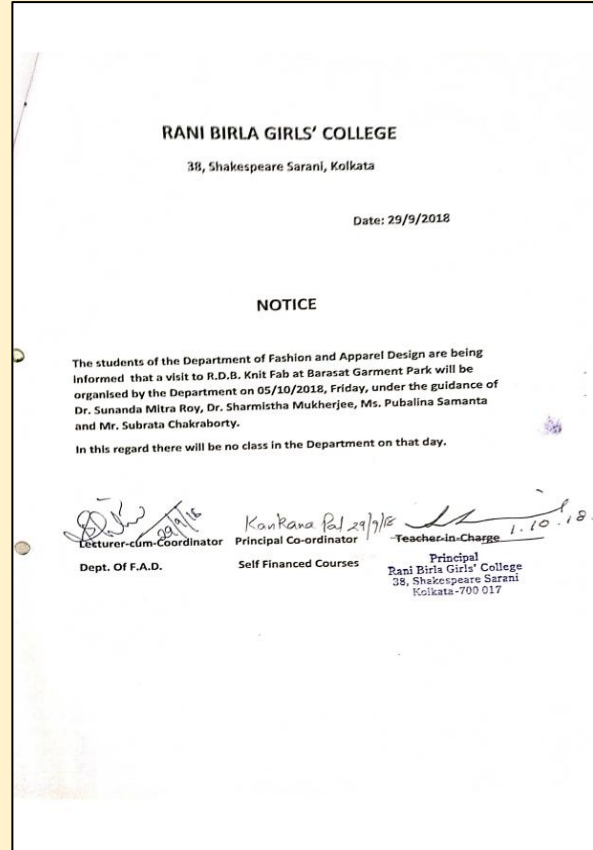 RANI BIRLA GIRLS' COLLEGE
38, Shakespeare Sarani, Kolkata
Date: 29/9/2018
NOTICE
The students of the Department of Fashion and Apparel Design are being
informed that a visit to R.D.B. Knit Fab at Barasat Garment Park will be
organised by the Department on 05/10/2018, Friday, under the guidance of
Dr. Sunanda Mitra Roy, Dr. Sharmistha Mukherjee, Ms. Pubalina Samanta
and Mr. Subrata Chakraborty.
In this regard there will be no class in the Department on that day.
29/9/18 Kankana Pal 29/9/18 1.10.18.
Lecturer-cum-Coordinator Principal Co-ordinator Teacher-in-Charge
Dept. Of F.A.D. Self Financed Courses
Principal
Rani Birla Girls' College
38, Shakespeare Sarani
Kolkata-700 017